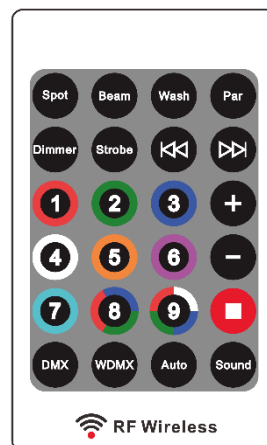 Spot Beam Wash Par
Dimmer Strobe
1 2 3 +
4 5 6 −
7 8 9
DMX WDMX Auto Sound
RF Wireless